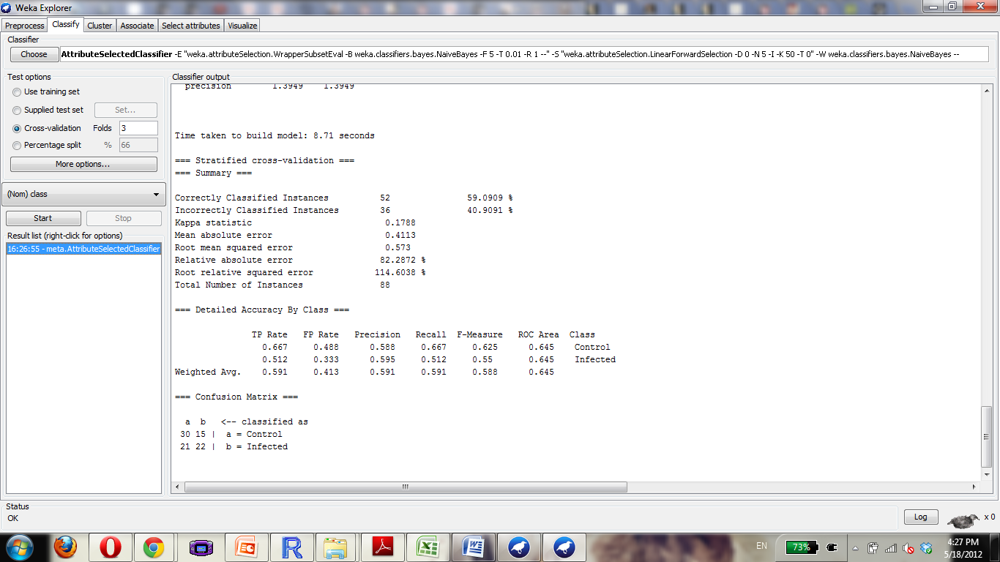 Weka Explorer
Preprocess Classify Cluster Associate Select attributes Visualize
Classifier
Choose AttributeSelectedClassifier -E "weka.attributeSelection.WrapperSubsetEval -B weka.classifiers.bayes.NaiveBayes -F 5 -T 0.01 -R 1 --" -S "weka.attributeSelection.LinearForwardSelection -D 0 -N 5 -I -K 50 -T 0" -W weka.classifiers.bayes.NaiveBayes --
Test options
Use training set
Supplied test set Set...
Cross-validation Folds 3
Percentage split % 66
More options...
(Nom) class
Start Stop
Result list (right-click for options)
16:26:55 - meta.AttributeSelectedClassifier
Classifier output
precision 1.3949 1.3949
Time taken to build model: 8.71 seconds
=== Stratified cross-validation ===
=== Summary ===
Correctly Classified Instances 52 59.0909 %
Incorrectly Classified Instances 36 40.9091 %
Kappa statistic 0.1788
Mean absolute error 0.4113
Root mean squared error 0.573
Relative absolute error 82.2872 %
Root relative squared error 114.6038 %
Total Number of Instances 88
=== Detailed Accuracy By Class ===
TP Rate FP Rate Precision Recall F-Measure ROC Area Class
0.667 0.488 0.588 0.667 0.625 0.645 Control
0.512 0.333 0.595 0.512 0.55 0.645 Infected
Weighted Avg. 0.591 0.413 0.591 0.591 0.588 0.645
=== Confusion Matrix ===
a b <-- classified as
30 15 | a = Control
21 22 | b = Infected
Status
OK
Log x 0
EN 73% 4:27 PM
5/18/2012